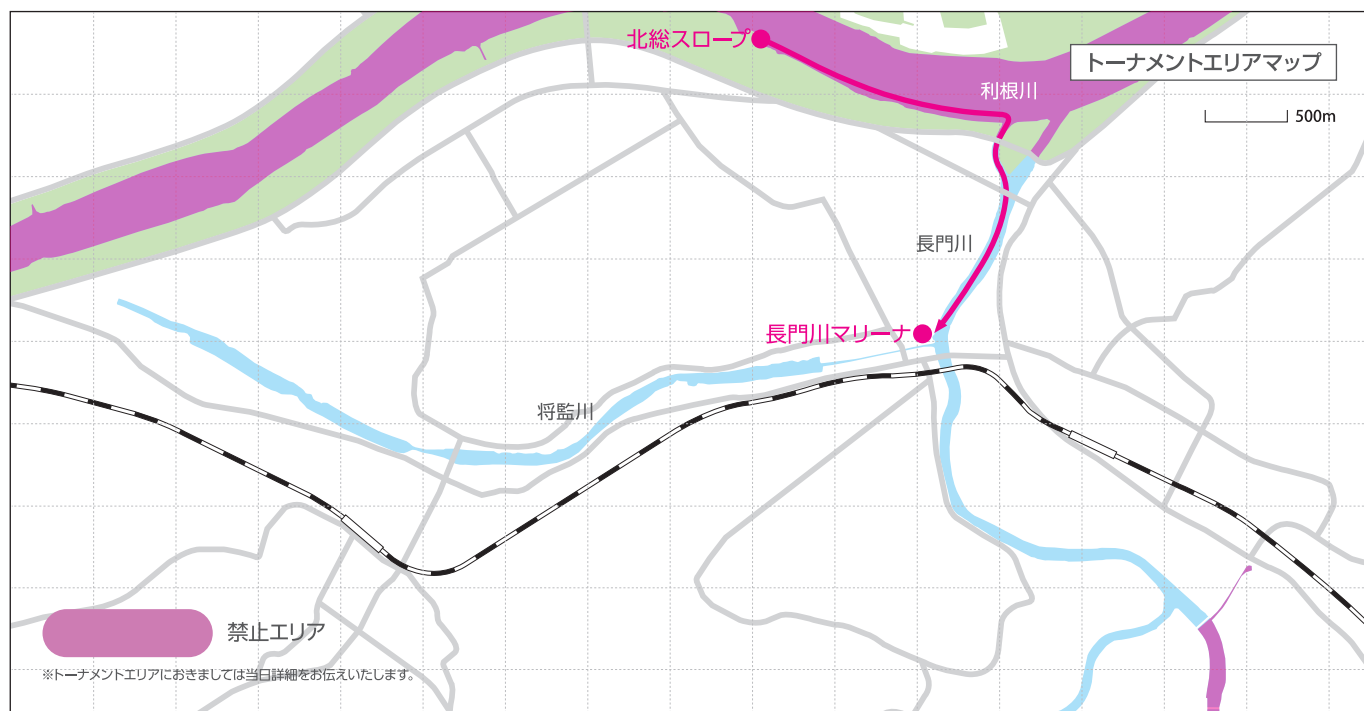 北総スロープ
トーナメントエリアマップ
利根川
500m
長門川
長門川マリーナ
将監川
禁止エリア
※トーナメントエリアにおきましては当日詳細をお伝えいたします。